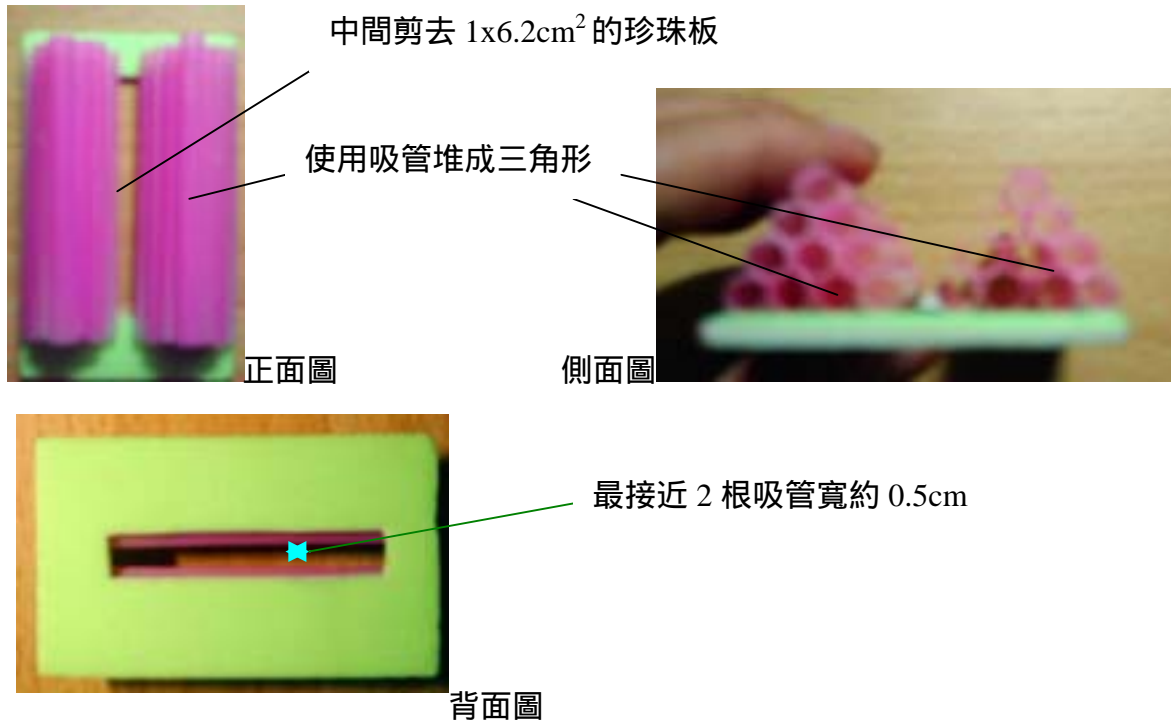 中間剪去 1x6.2cm² 的珍珠板
使用吸管堆成三角形
正面圖
側面圖
最接近 2 根吸管寬約 0.5cm
背面圖